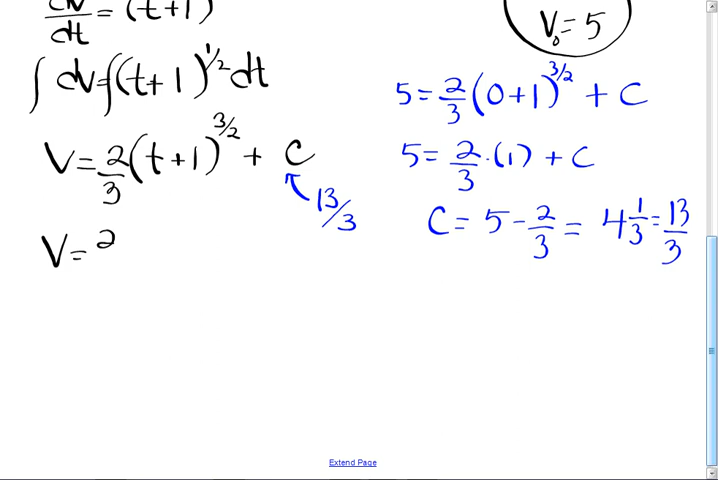 dv/dt = (t+1)
V₀ = 5
∫ dv = ∫(t+1)^1/2 dt
V = 2/3 (t+1)^3/2 + C
13/3
V = 2
5 = 2/3 (0+1)^3/2 + C
5 = 2/3 · (1) + C
C = 5 - 2/3 = 4 1/3 = 13/3
Extend Page